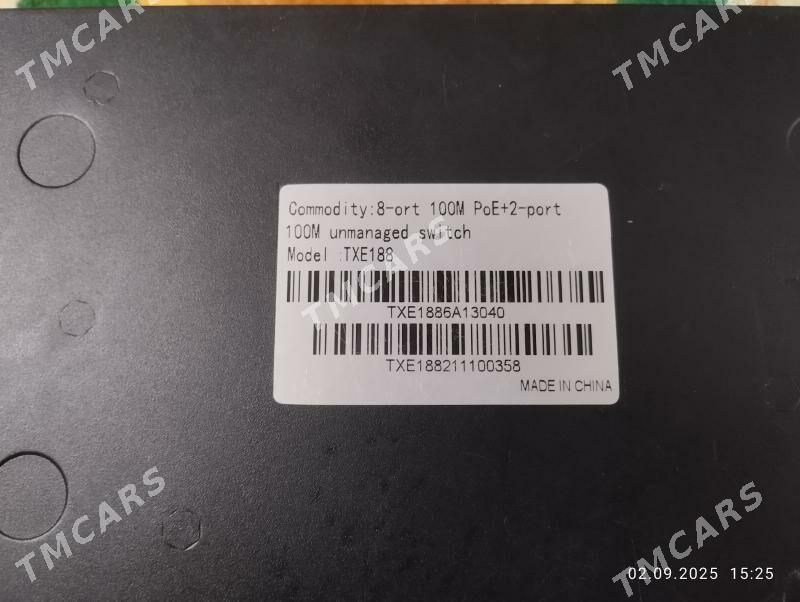 TMCARS
TMCARS
Commodity:8-ort 100M PoE+2-port
100M unmanaged switch
Model :TXE188
TMCARS
TXE1886A13040
TXE188211100358
MADE IN CHINA
TMCARS
TMCARS
02.09.2025 15:25